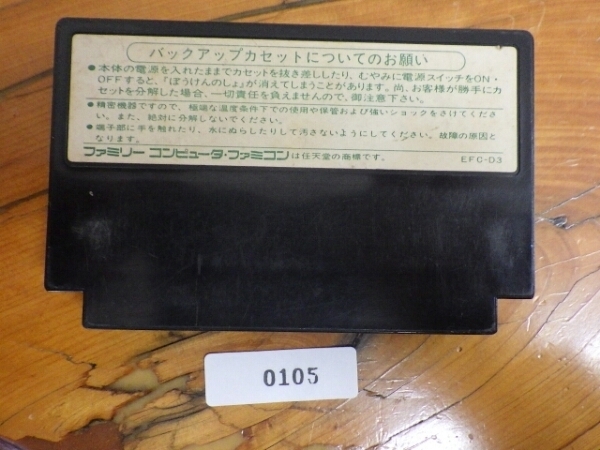 バックアップカセットについてのお願い
●本体の電源を入れたままでカセットを抜き差ししたり、むやみに電源スイッチをON・
OFFすると、「ぼうけんのしょ」が消えてしまうことがあります。尚、お客様が勝手にカ
セットを分解した場合、一切責任を負えませんので、御注意下さい。
●精密機器ですので、極端な温度条件下での使用や保管および強いショックをさけてくださ
い。また、絶対に分解しないでください。
●端子部に手を触れたり、水にぬらしたりして汚さないようにしてください。故障の原因と
なります。
ファミリー コンピュータ・ファミコンは任天堂の商標です。 EFC-D3
0105